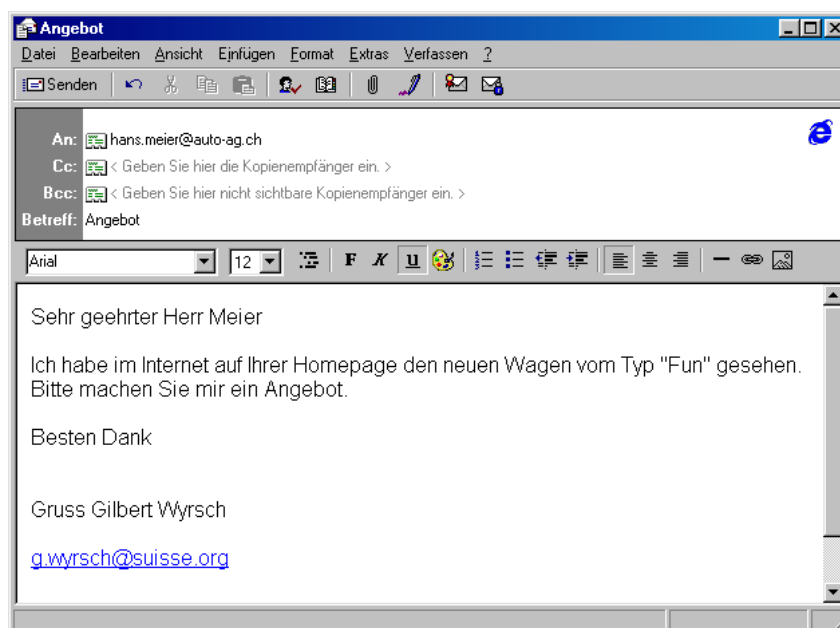 Angebot
Datei Bearbeiten Ansicht Einfügen Format Extras Verfassen ?
Senden
An: hans.meier@auto-ag.ch
Cc: < Geben Sie hier die Kopienempfänger ein. >
Bcc: < Geben Sie hier nicht sichtbare Kopienempfänger ein. >
Betreff: Angebot
Arial 12 F K U
Sehr geehrter Herr Meier
Ich habe im Internet auf Ihrer Homepage den neuen Wagen vom Typ "Fun" gesehen.
Bitte machen Sie mir ein Angebot.
Besten Dank
Gruss Gilbert Wyrsch
g.wyrsch@suisse.org